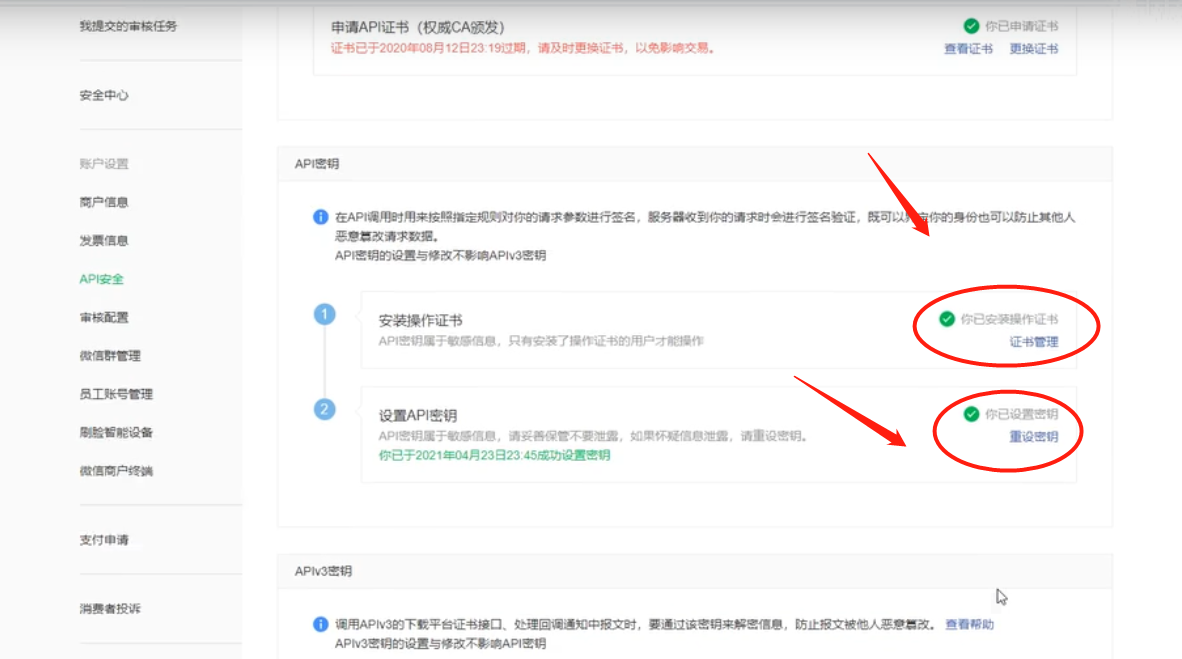 我提交的审核任务
安全中心
账户设置
商户信息
发票信息
API安全
审核配置
微信群管理
员工账号管理
刷脸智能设备
微信商户终端
支付申请
消费者投诉
申请API证书（权威CA颁发）
你已申请证书
证书已于2020年08月12日23:19过期，请及时更换证书，以免影响交易。
查看证书 更换证书
API密钥
在API调用时用来按照指定规则对你的请求参数进行签名，服务器收到你的请求时会进行签名验证，既可以界定你的身份也可以防止其他人
恶意篡改请求数据。
API密钥的设置与修改不影响APIv3密钥
1
安装操作证书
你已安装操作证书
API密钥属于敏感信息，只有安装了操作证书的用户才能操作
证书管理
2
设置API密钥
你已设置密钥
API密钥属于敏感信息，请妥善保管不要泄露，如果怀疑信息泄露，请重设密钥。
重设密钥
你已于2021年04月23日23:45成功设置密钥
APIv3密钥
调用APIv3的下载平台证书接口、处理回调通知中报文时，要通过该密钥来解密信息，防止报文被他人恶意篡改。 查看帮助
APIv3密钥的设置与修改不影响API密钥